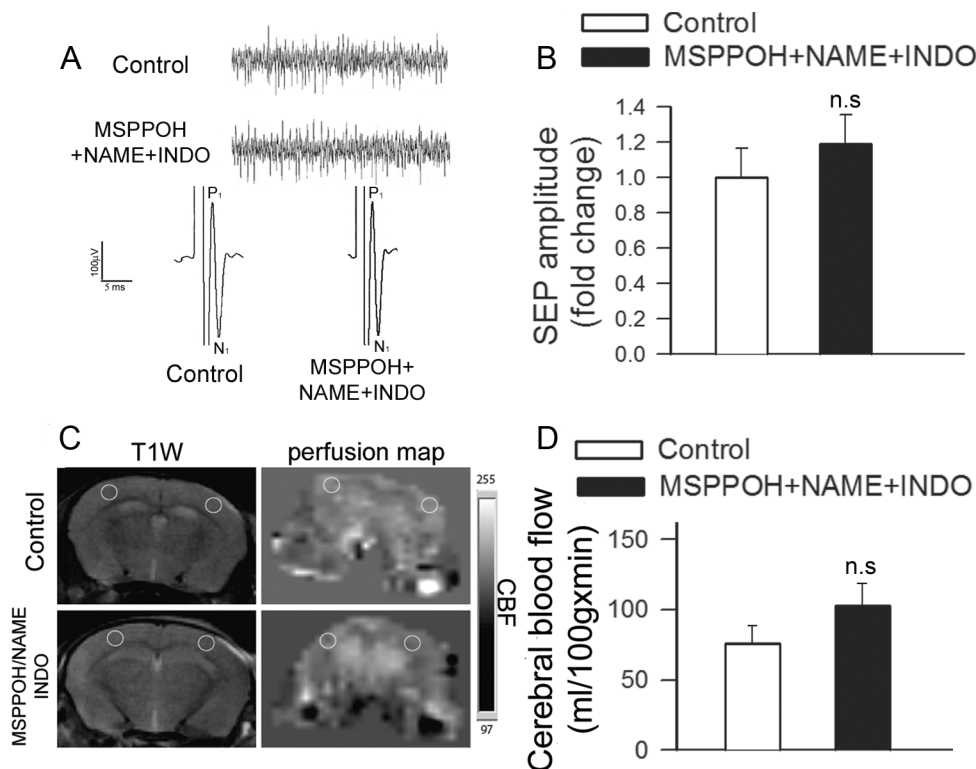 A
Control
MSPPOH
+NAME+INDO
P1
P1
100μV
5 ms
N1
N1
Control
MSPPOH+
NAME+INDO
B
Control
MSPPOH+NAME+INDO
n.s
SEP amplitude
(fold change)
1.4
1.2
1.0
0.8
0.6
0.4
1.2
0.0
C
T1W
perfusion map
Control
MSPPOH/NAME
INDO
255
CBF
97
D
Control
MSPPOH+NAME+INDO
n.s
Cerebral blood flow
(ml/100gxmin)
150
100
50
0